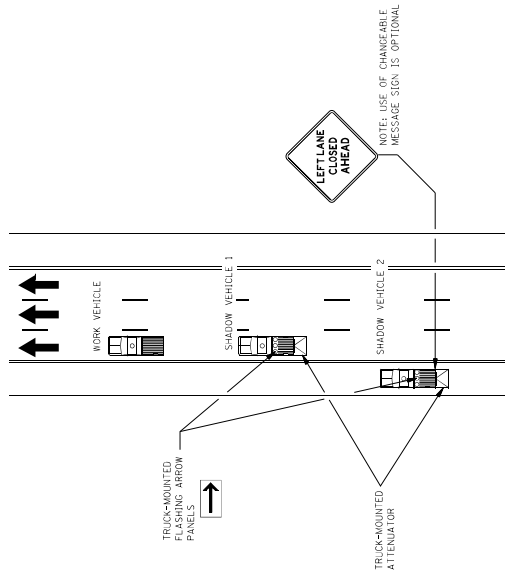 LEFT LANE
CLOSED
AHEAD
NOTE: USE OF CHANGEABLE
MESSAGE SIGN IS OPTIONAL
WORK VEHICLE
SHADOW VEHICLE 1
SHADOW VEHICLE 2
TRUCK-MOUNTED
FLASHING ARROW
PANELS
TRUCK-MOUNTED
ATTENUATOR